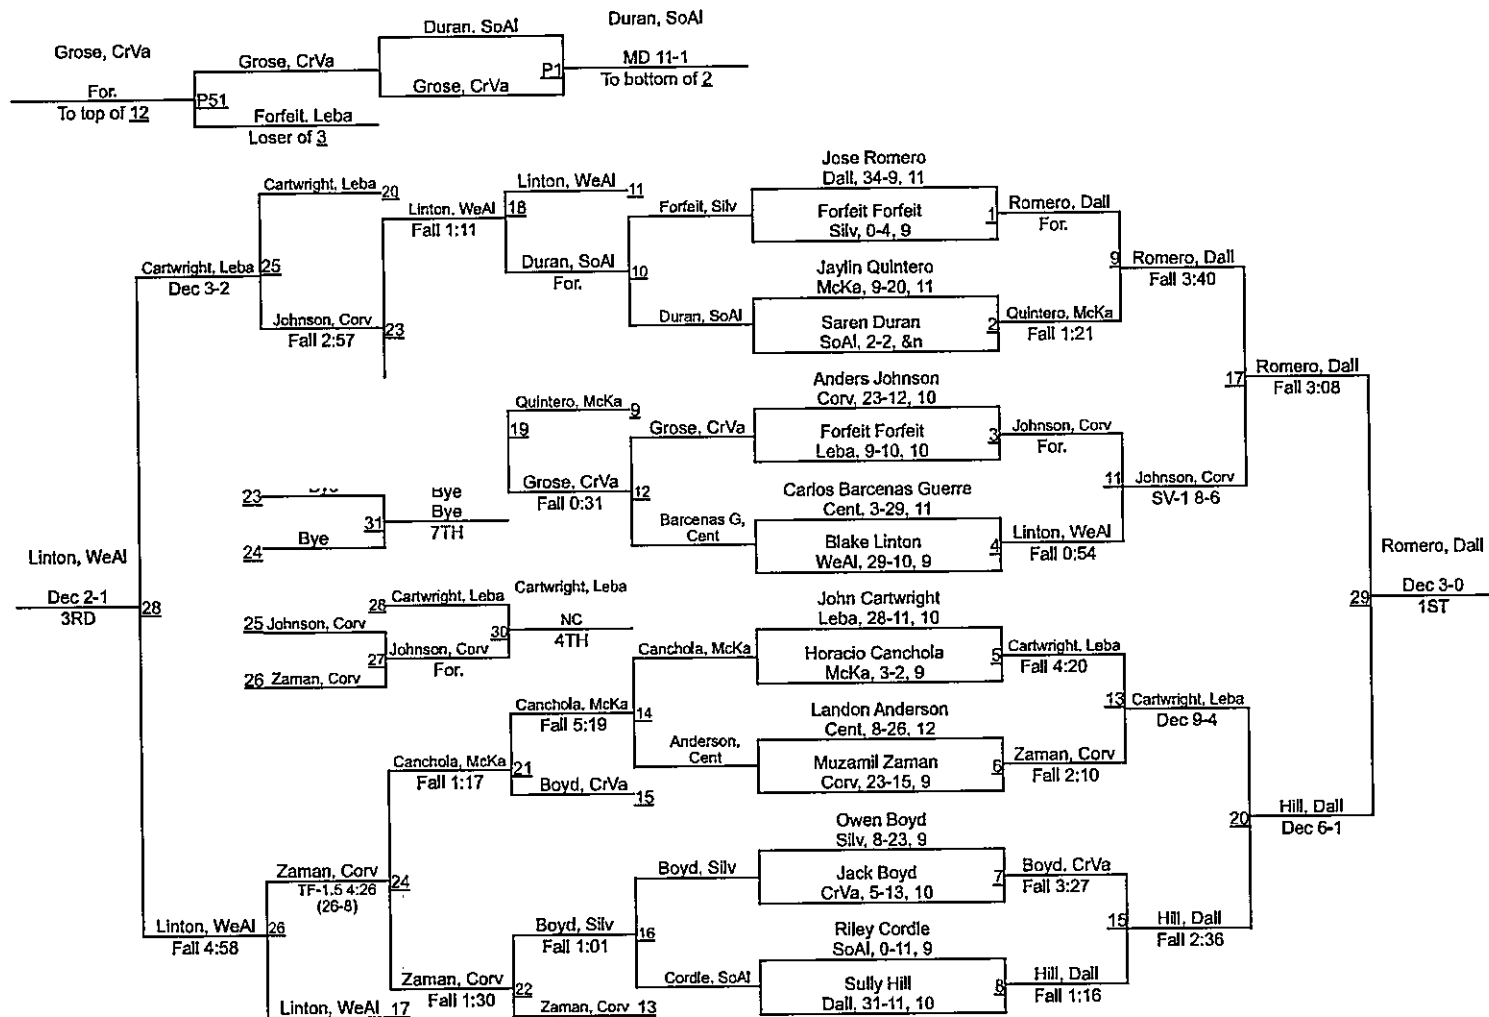 Grose, CrVa
For.
To top of 12
P51
Grose, CrVa
Forfeit, Leba
Loser of 3
Duran, SoAl
Grose, CrVa
P1
Duran, SoAl
MD 11-1
To bottom of 2
Cartwright, Leba 20
Cartwright, Leba 25
Dec 3-2
Johnson, Corv 23
Fall 2:57
Linton, WeAl 18
Fall 1:11
Linton, WeAl 11
Duran, SoAl 10
For.
Forfeit, Silv
Duran, SoAl
Jose Romero
Dall, 34-9, 11
Forfeit Forfeit
Silv, 0-4, 9
1
Romero, Dall
For.
Jaylin Quintero
McKa, 9-20, 11
Saren Duran
SoAl, 2-2, &n
2
Quintero, McKa
Fall 1:21
9
Romero, Dall
Fall 3:40
Quintero, McKa 9
19
Grose, CrVa 12
Fall 0:31
Grose, CrVa
Barcenas G,
Cent
Anders Johnson
Corv, 23-12, 10
Forfeit Forfeit
Leba, 9-10, 10
3
Johnson, Corv
For.
Carlos Barcenas Guerre
Cent, 3-29, 11
Blake Linton
WeAl, 29-10, 9
4
Linton, WeAl
Fall 0:54
11
Johnson, Corv
SV-1 8-6
17
Romero, Dall
Fall 3:08
23 Bye
24 Bye
31
Bye
Bye
7TH
Linton, WeAl
Dec 2-1
3RD
28
28 Cartwright, Leba
25 Johnson, Corv
26 Zaman, Corv
27
Johnson, Corv
For.
30
Cartwright, Leba
NC
4TH
Canchola, McKa
Anderson,
Cent
14
Canchola, McKa
Fall 5:19
Canchola, McKa 21
Fall 1:17
Boyd, CrVa 15
John Cartwright
Leba, 28-11, 10
Horacio Canchola
McKa, 3-2, 9
5
Cartwright, Leba
Fall 4:20
Landon Anderson
Cent, 8-26, 12
Muzamil Zaman
Corv, 23-15, 9
6
Zaman, Corv
Fall 2:10
13
Cartwright, Leba
Dec 9-4
Zaman, Corv 24
TF-1.5 4:26
(26-8)
Linton, WeAl 26
Fall 4:58
Linton, WeAl 17
Zaman, Corv 22
Fall 1:30
Boyd, Silv 16
Fall 1:01
Zaman, Corv 13
Boyd, Silv
Cordle, SoAl
Owen Boyd
Silv, 8-23, 9
Jack Boyd
CrVa, 5-13, 10
7
Boyd, CrVa
Fall 3:27
Riley Cordle
SoAl, 0-11, 9
Sully Hill
Dall, 31-11, 10
8
Hill, Dall
Fall 1:16
15
Hill, Dall
Fall 2:36
20
Hill, Dall
Dec 6-1
29
Romero, Dall
Dec 3-0
1ST